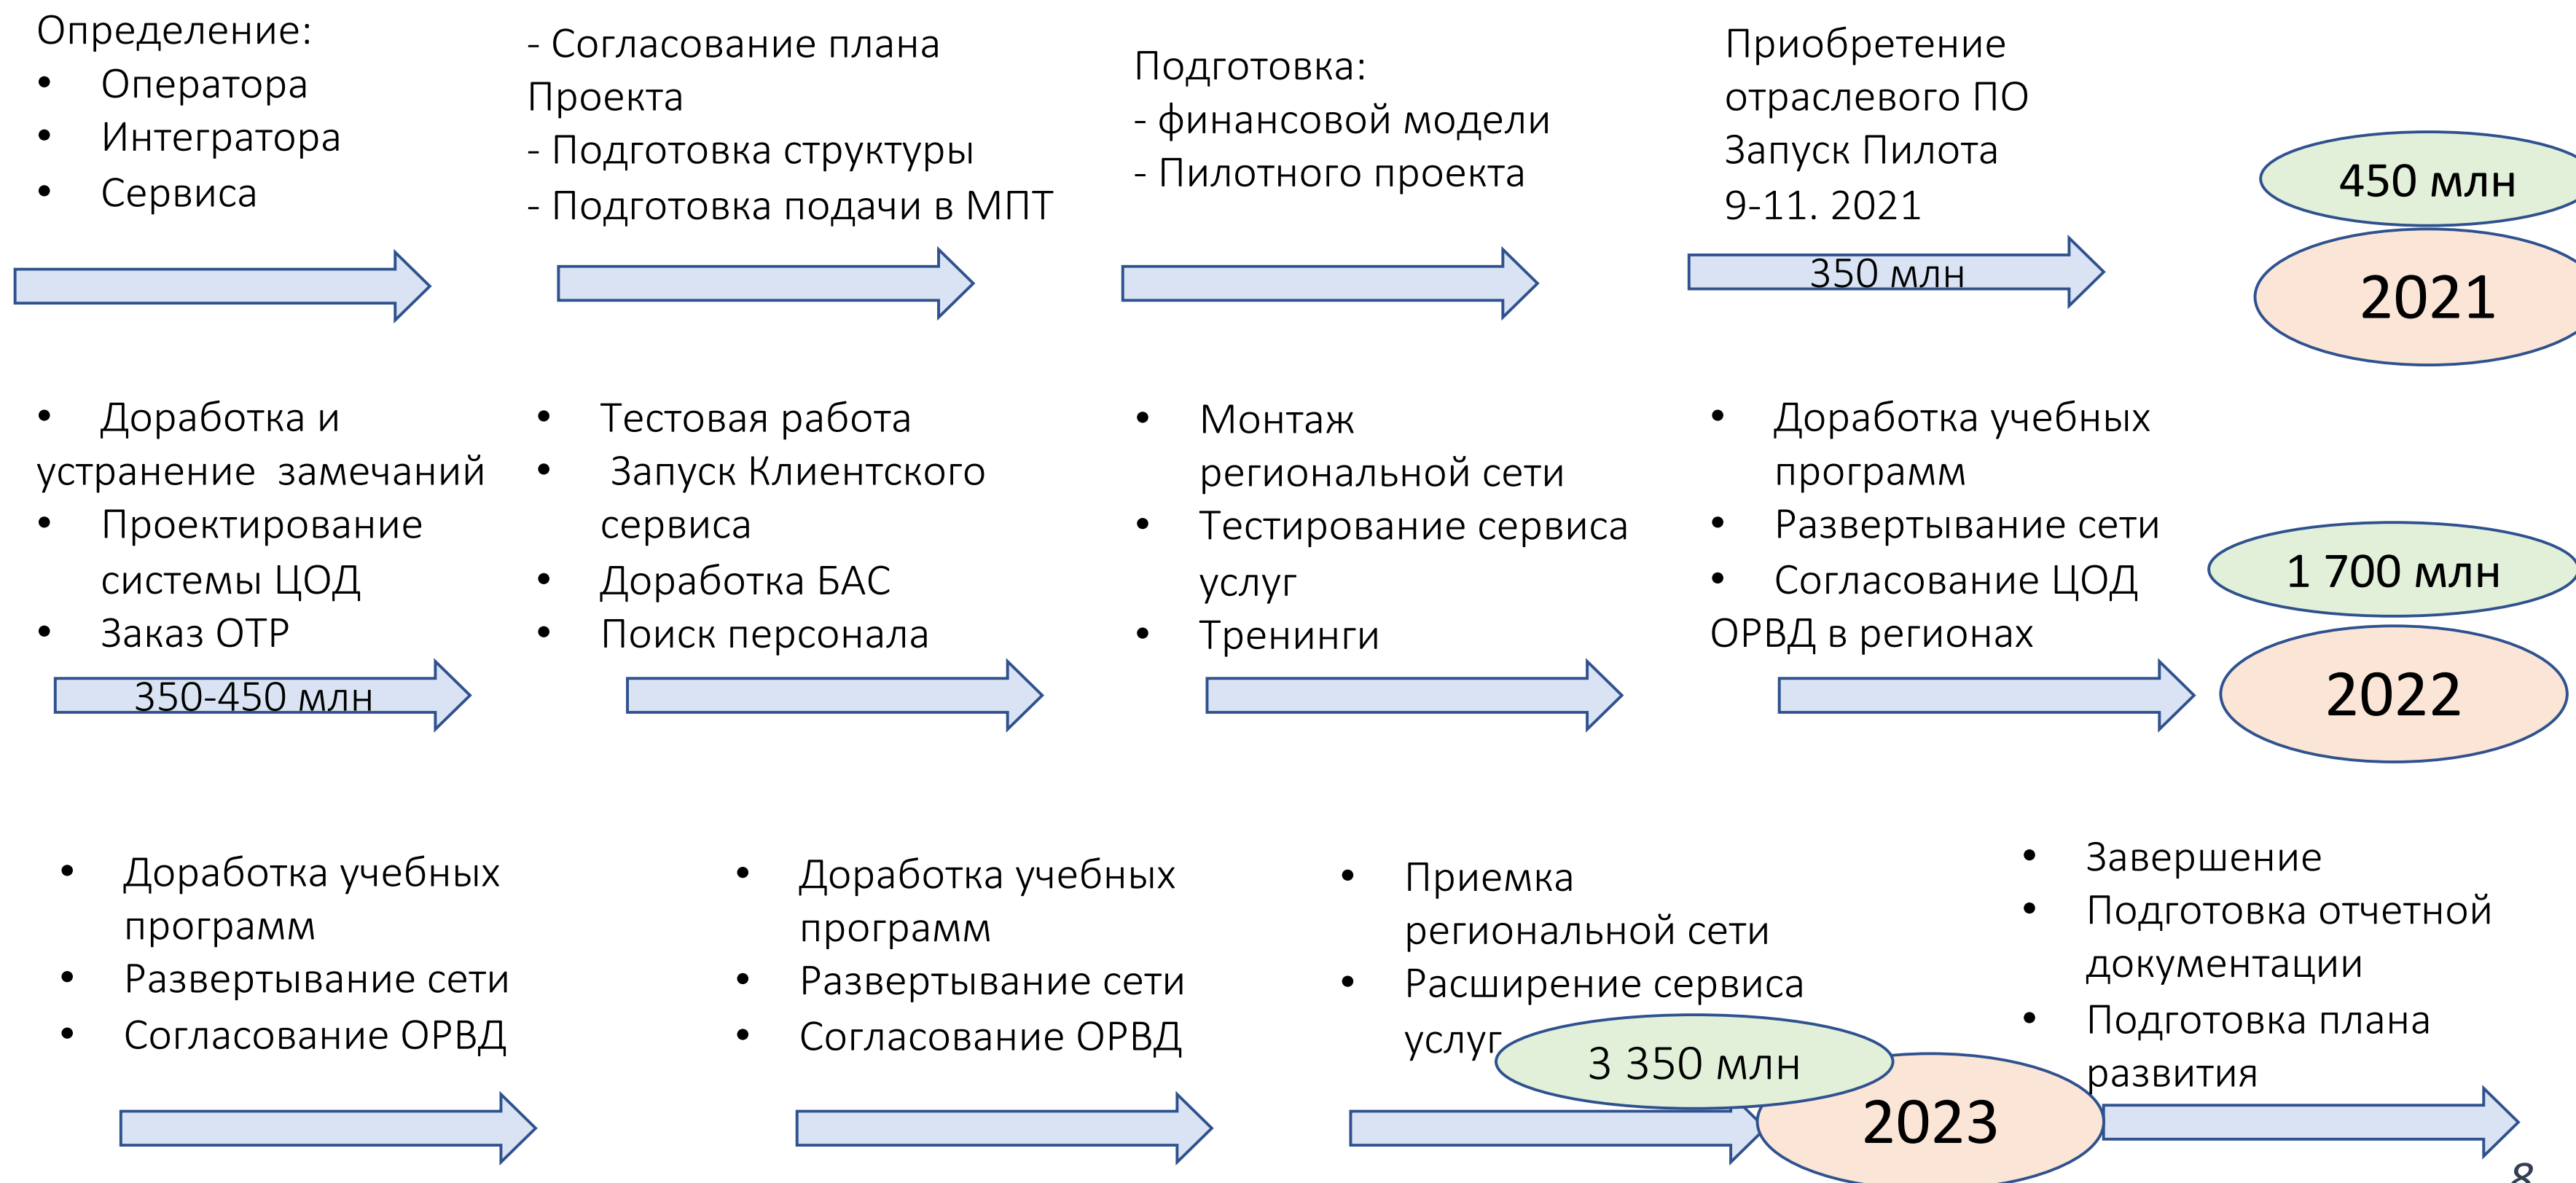 Определение:
• Оператора
• Интегратора
• Сервиса
- Согласование плана
Проекта
- Подготовка структуры
- Подготовка подачи в МПТ
Подготовка:
- финансовой модели
- Пилотного проекта
Приобретение
отраслевого ПО
Запуск Пилота
9-11. 2021
350 млн
450 млн
2021
• Доработка и
устранение замечаний
• Проектирование
системы ЦОД
• Заказ ОТР
350-450 млн
• Тестовая работа
• Запуск Клиентского
сервиса
• Доработка БАС
• Поиск персонала
• Монтаж
региональной сети
• Тестирование сервиса
услуг
• Тренинги
• Доработка учебных
программ
• Развертывание сети
• Согласование ЦОД
ОРВД в регионах
1 700 млн
2022
• Доработка учебных
программ
• Развертывание сети
• Согласование ОРВД
• Доработка учебных
программ
• Развертывание сети
• Согласование ОРВД
• Приемка
региональной сети
• Расширение сервиса
услуг
3 350 млн
2023
• Завершение
• Подготовка отчетной
документации
• Подготовка плана
развития
8